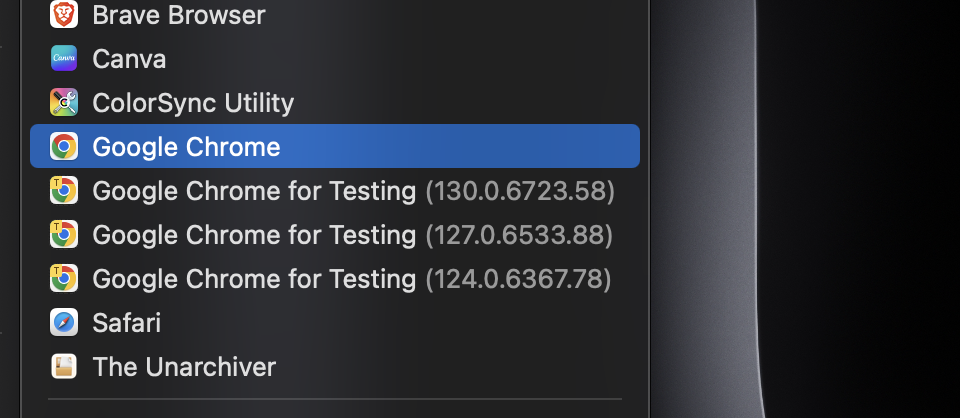 Brave Browser
Canva
ColorSync Utility
Google Chrome
Google Chrome for Testing (130.0.6723.58)
Google Chrome for Testing (127.0.6533.88)
Google Chrome for Testing (124.0.6367.78)
Safari
The Unarchiver